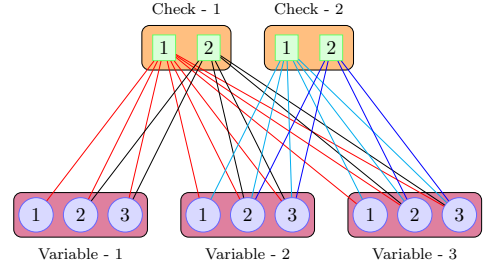 Check - 1 Check - 2
1 2 1 2
1 2 3 1 2 3 1 2 3
Variable - 1 Variable - 2 Variable - 3